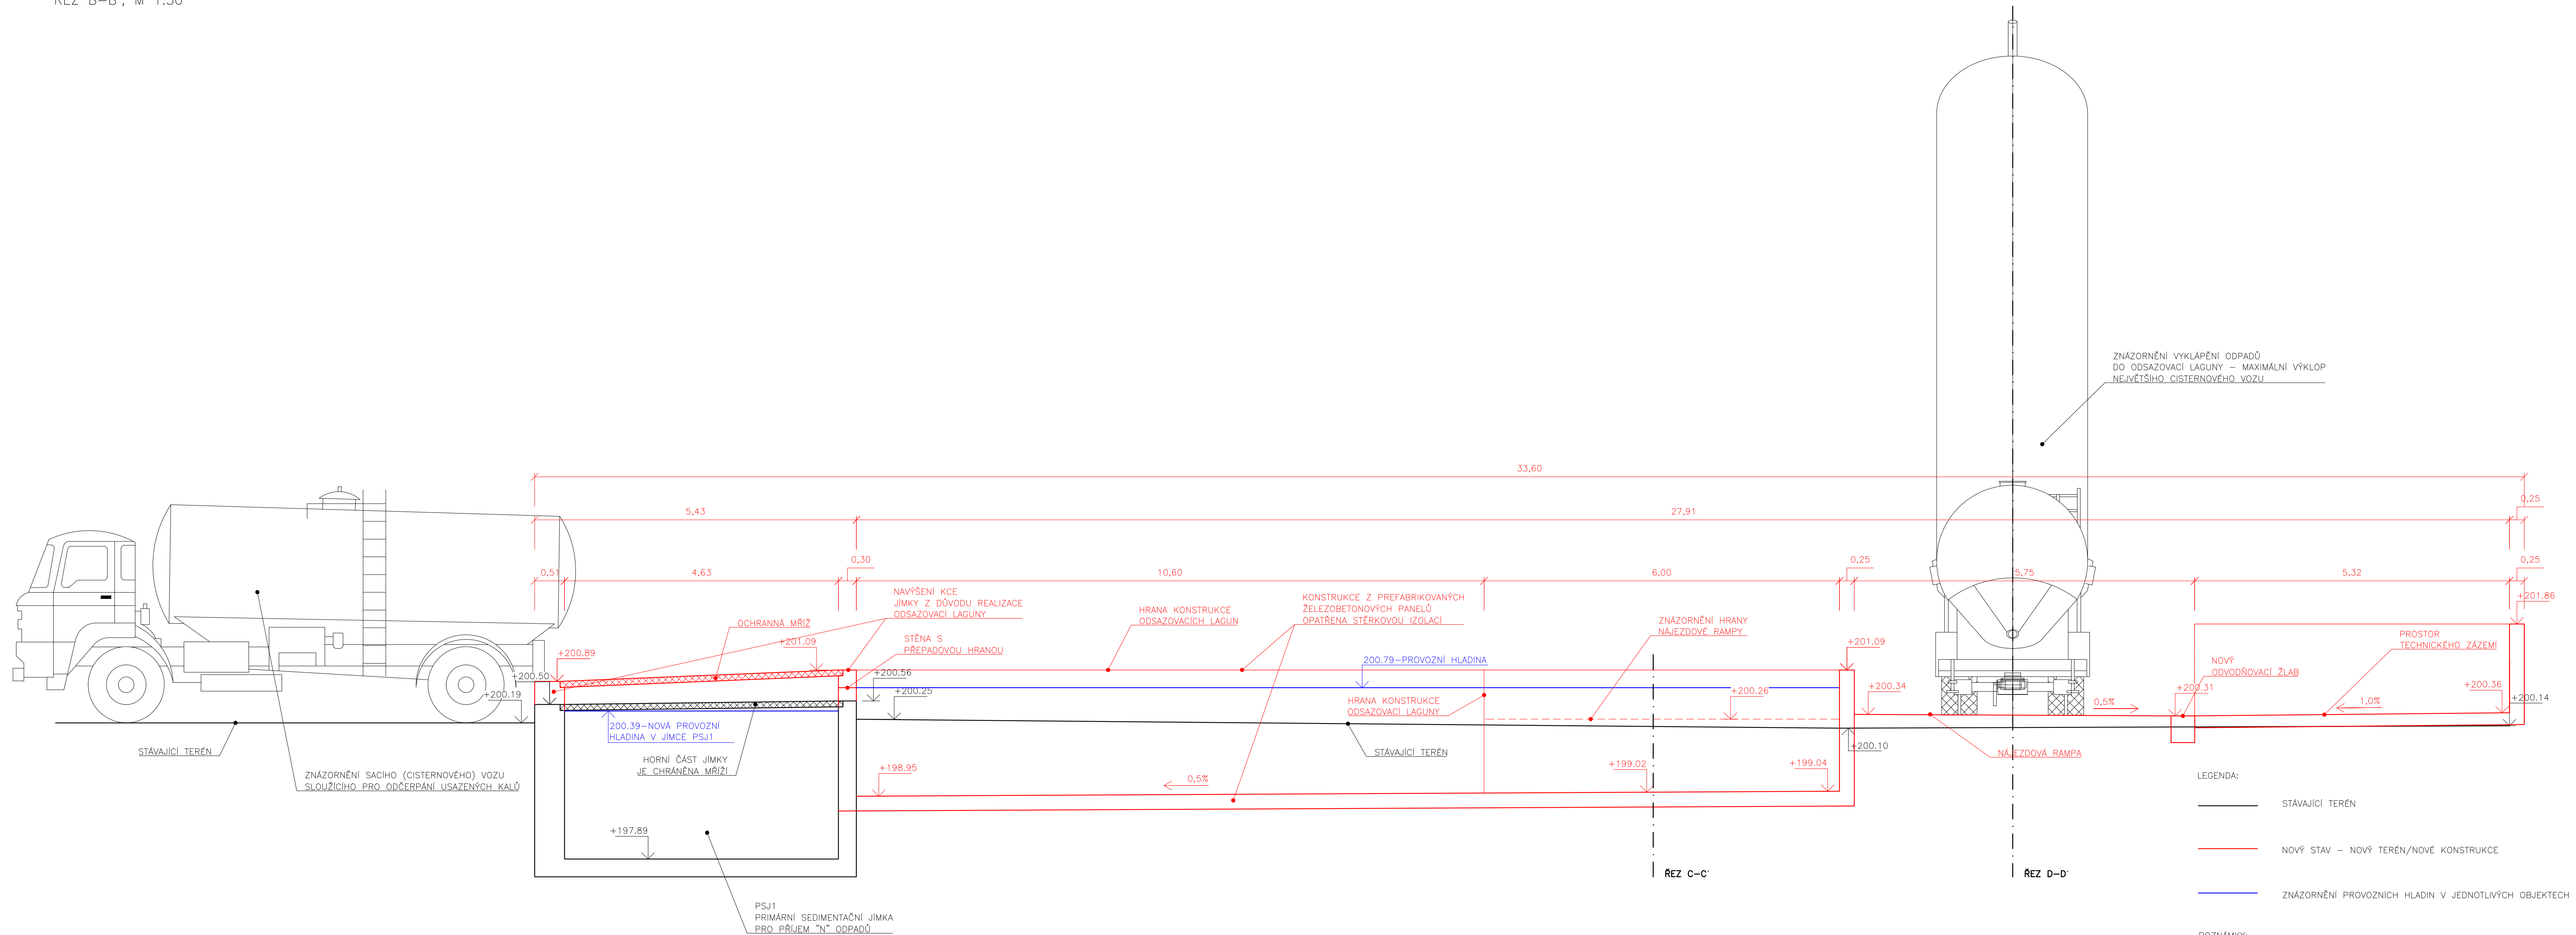 ŘEZ B-B', M 1:50
ZNÁZORNĚNÍ VYKLÁPĚNÍ ODPADŮ
DO ODSAZOVACÍ LAGUNY – MAXIMÁLNÍ VÝKLOP
NEJVĚTŠÍHO CISTERNOVÉHO VOZU
33,60
0,25
5,43
27,91
0,30
0,25
0,25
0,51
4,63
10,60
6,00
5,75
5,32
NAVÝŠENÍ KCE
JÍMKY Z DŮVODU REALIZACE
ODSAZOVACÍ LAGUNY
KONSTRUKCE Z PREFABRIKOVANÝCH
ŽELEZOBETONOVÝCH PANELŮ
OPATŘENA STĚRKOVOU IZOLACÍ
HRANA KONSTRUKCE
ODSAZOVACÍCH LAGUN
+201.86
OCHRANNÁ MŘÍŽ
ZNÁZORNĚNÍ HRANY
NÁJEZDOVÉ RAMPY
STĚNA S
PŘEPADOVOU HRANOU
PROSTOR
TECHNICKÉHO ZÁZEMÍ
+201.09
+201.09
+200.89
200.79–PROVOZNÍ HLADINA
NOVÝ
ODVODŇOVACÍ ŽLAB
+200.50
+200.56
+200.19
+200.25
HRANA KONSTRUKCE
ODSAZOVACÍ LAGUNY
+200.26
+200.34
0,5%
+200.31
1,0%
+200.36
+200.14
200.39–NOVÁ PROVOZNÍ
HLADINA V JÍMCE PSJ1
STÁVAJÍCÍ TERÉN
STÁVAJÍCÍ TERÉN
+200.10
NÁJEZDOVÁ RAMPA
HORNÍ ČÁST JÍMKY
JE CHRÁNĚNA MŘÍŽÍ
ZNÁZORNĚNÍ SACÍHO (CISTERNOVÉHO) VOZU
SLOUŽÍCÍHO PRO ODČERPÁNÍ USAZENÝCH KALŮ
+198.95
0,5%
+199.02
+199.04
+197.89
ŘEZ C–C'
ŘEZ D–D'
PSJ1
PRIMÁRNÍ SEDIMENTAČNÍ JÍMKA
PRO PŘÍJEM "N" ODPADŮ
LEGENDA:
STÁVAJÍCÍ TERÉN
NOVÝ STAV – NOVÝ TERÉN/NOVÉ KONSTRUKCE
ZNÁZORNĚNÍ PROVOZNÍCH HLADIN V JEDNOTLIVÝCH OBJEKTECH
POZNÁMKY: